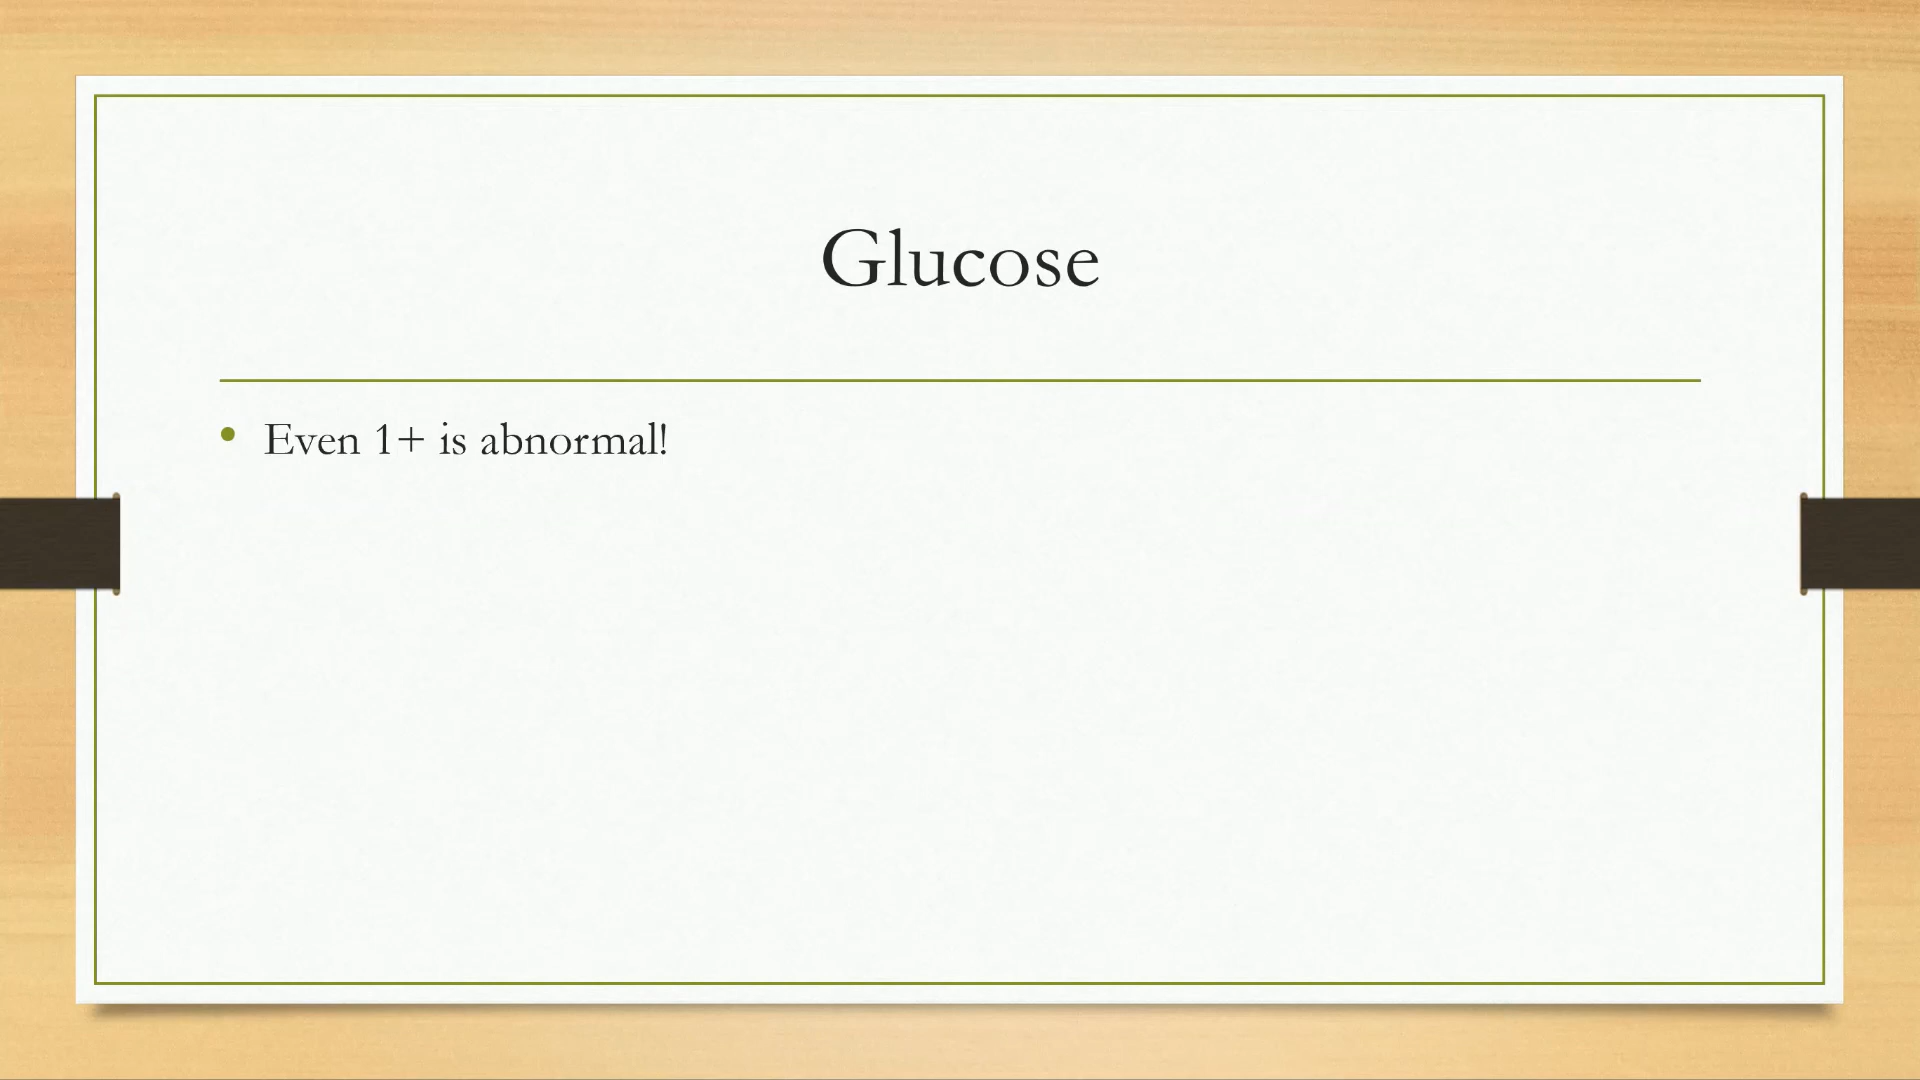 Glucose
• Even 1+ is abnormal!